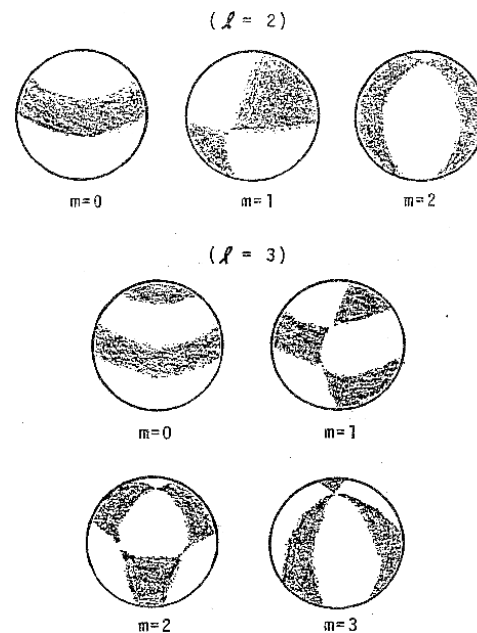 (ℓ = 2)
m=0 m=1 m=2
(ℓ = 3)
m=0 m=1
m=2 m=3